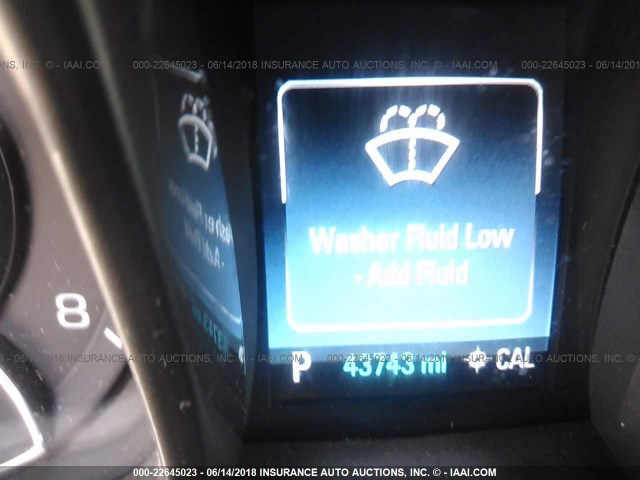 000-22645023 - 06/14/2018 INSURANCE AUTO AUCTIONS, INC. - © - IAAI.COM
Washer Fluid Low
- Add Fluid
8
P 43743 mi CAL
000-22645023 - 06/14/2018 INSURANCE AUTO AUCTIONS, INC. - © - IAAI.COM